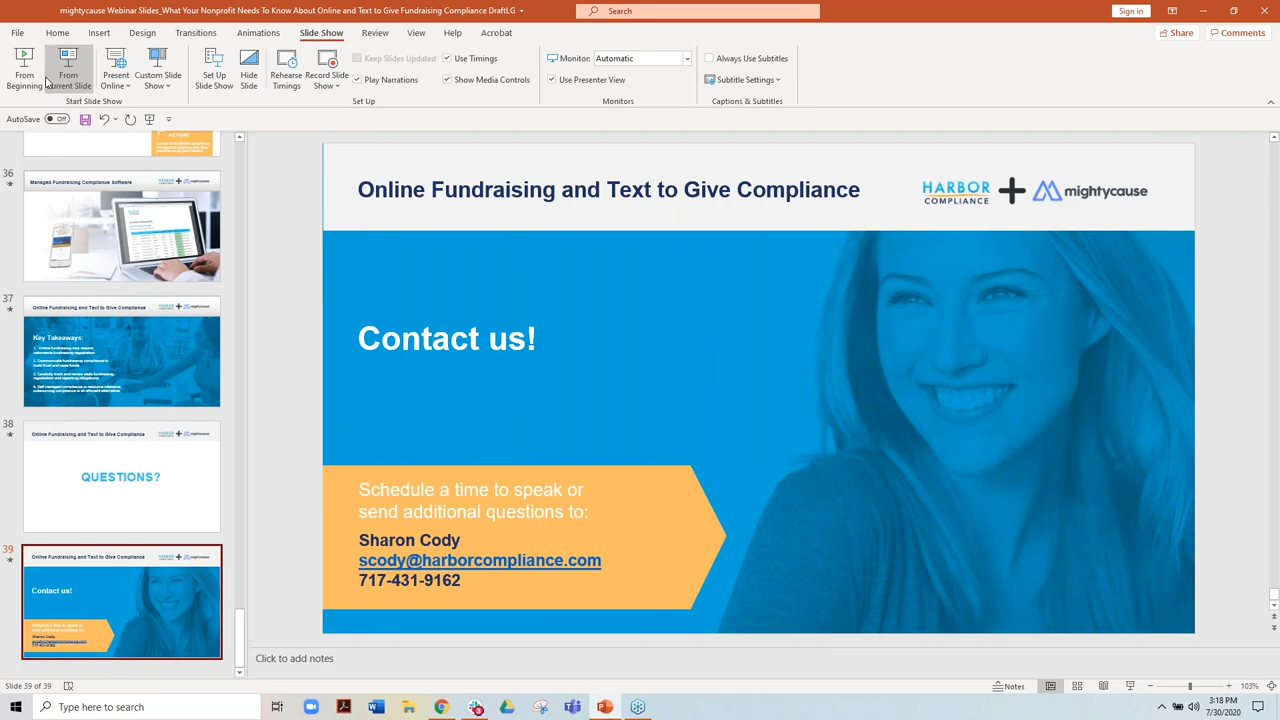 mightycause Webinar Slides_What Your Nonprofit Needs To Know About Online and Text to Give Fundraising Compliance DraftLG
Search
Sign in
File
Home
Insert
Design
Transitions
Animations
Slide Show
Review
View
Help
Acrobat
Share
Comments
From Beginning
From Current Slide
Present Online
Custom Slide Show
Set Up Slide Show
Hide Slide
Rehearse Timings
Record Slide Show
Keep Slides Updated
Play Narrations
Use Timings
Show Media Controls
Monitor:
Automatic
Use Presenter View
Always Use Subtitles
Subtitle Settings
Start Slide Show
Set Up
Monitors
Captions & Subtitles
AutoSave
Off
36
Managed Fundraising Compliance Software
37
Online Fundraising and Text to Give Compliance
Key Takeaways:
38
Online Fundraising and Text to Give Compliance
QUESTIONS?
39
Online Fundraising and Text to Give Compliance
Contact us!
Online Fundraising and Text to Give Compliance
HARBOR
COMPLIANCE
mightycause
Contact us!
Schedule a time to speak or
send additional questions to:
Sharon Cody
scody@harborcompliance.com
717-431-9162
Click to add notes
Slide 39 of 39
Notes
103%
Type here to search
3:18 PM
7/30/2020